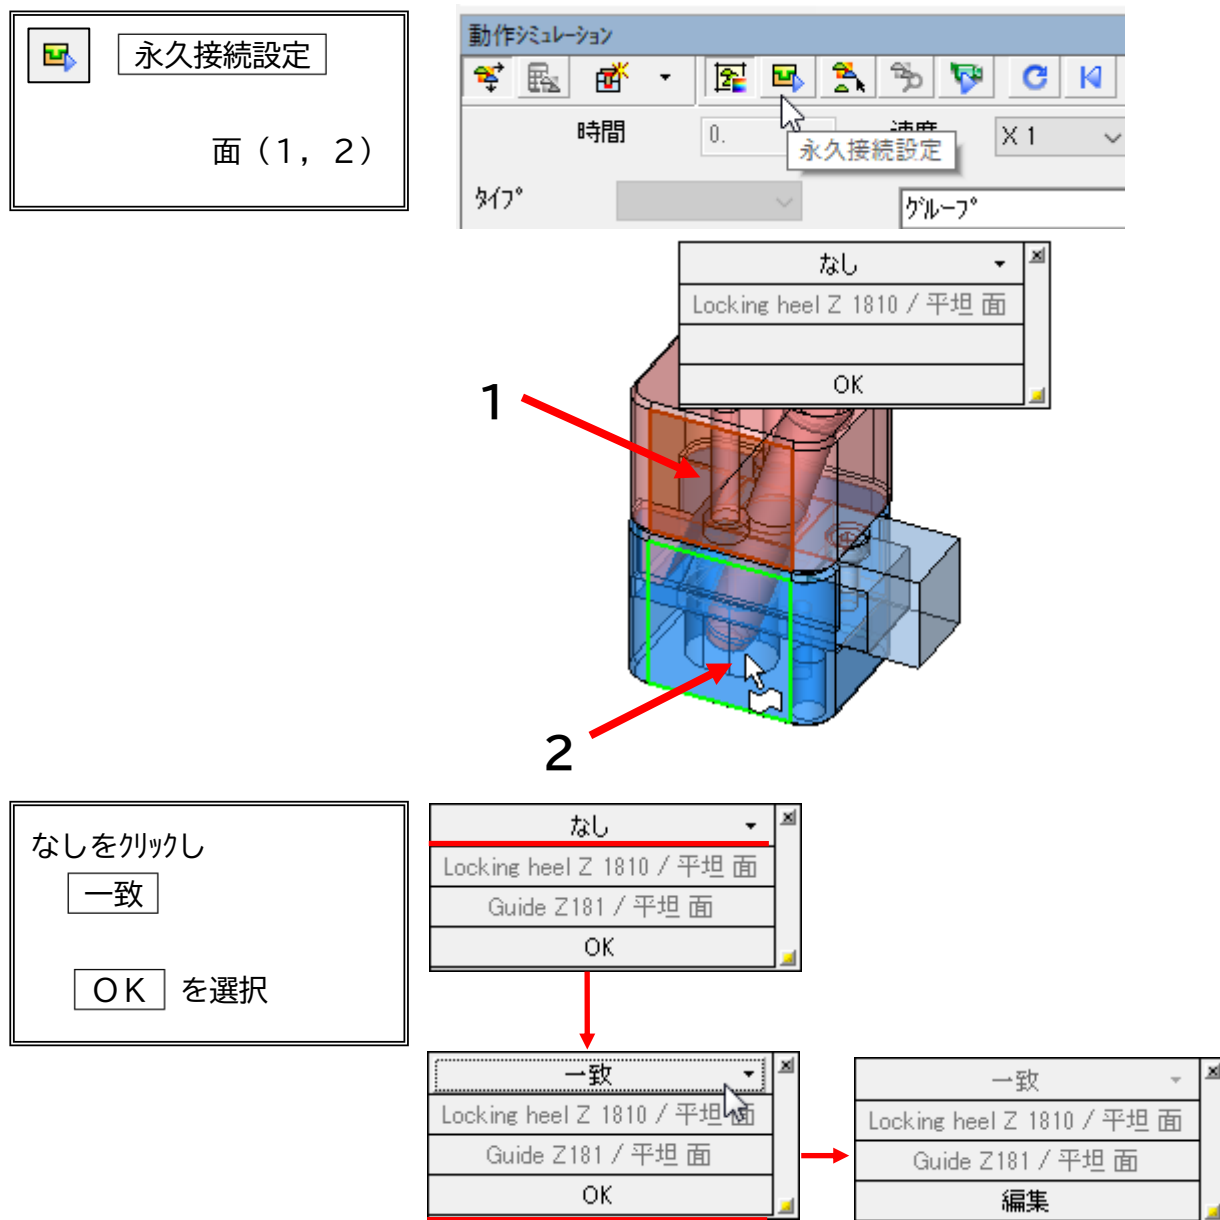 永久接続設定
面（１，２）
動作ｼﾐｭﾚｰｼｮﾝ
時間
0.
X 1
永久接続設定
ﾀｲﾌﾟ
ｸﾞﾙｰﾌﾟ
なし
Locking heel Z 1810 / 平坦 面
OK
1
2
なしをｸﾘｯｸし
一致
ＯＫ を選択
なし
Locking heel Z 1810 / 平坦 面
Guide Z181 / 平坦 面
OK
一致
Locking heel Z 1810 / 平坦 面
Guide Z181 / 平坦 面
OK
一致
Locking heel Z 1810 / 平坦 面
Guide Z181 / 平坦 面
編集